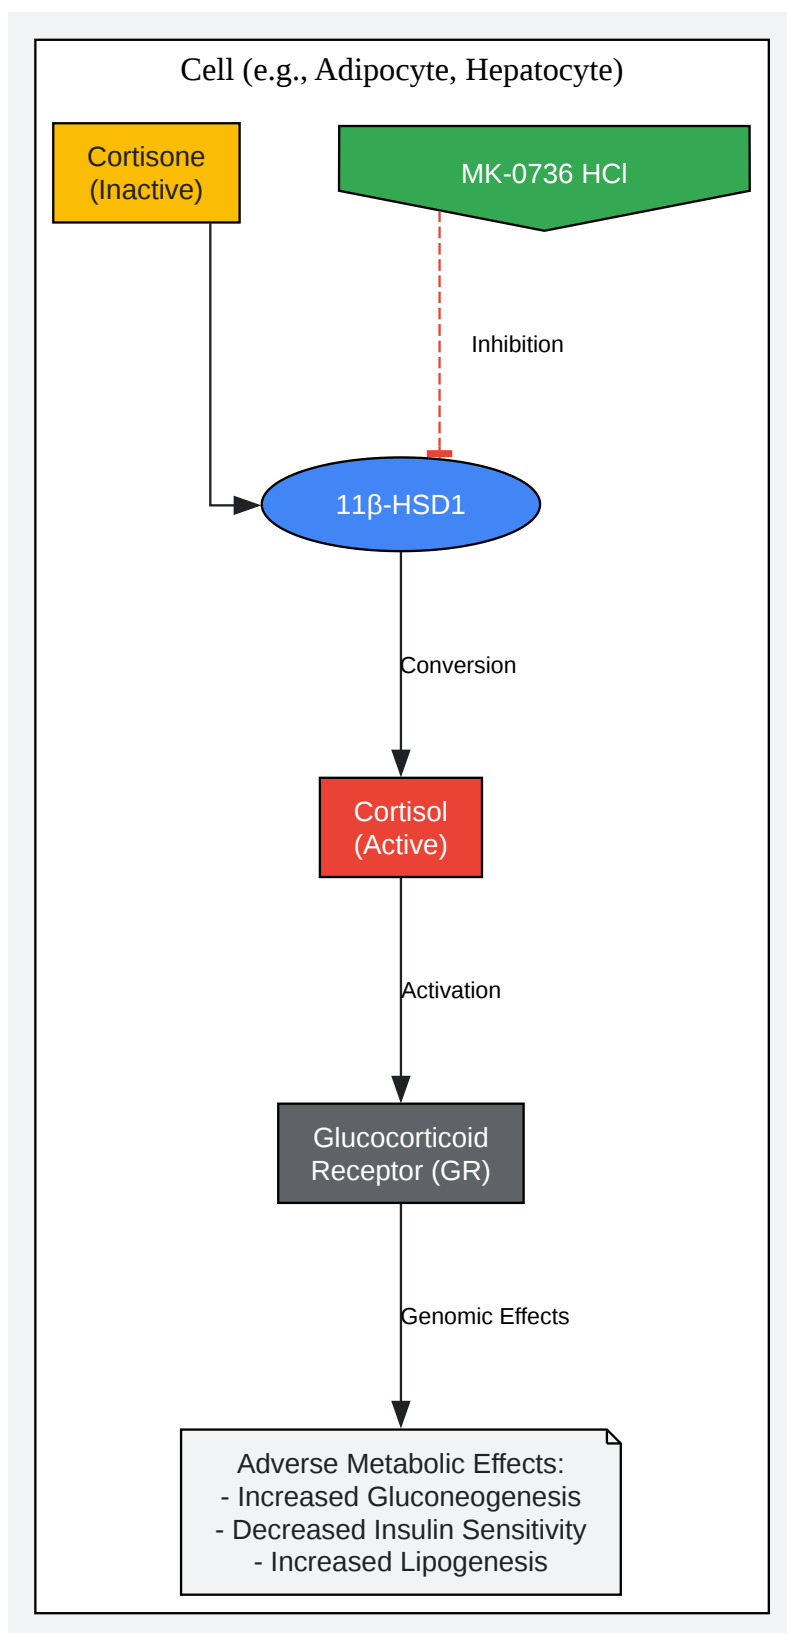 Cell (e.g., Adipocyte, Hepatocyte)
Cortisone
(Inactive)
MK-0736 HCl
Inhibition
11β-HSD1
Conversion
Cortisol
(Active)
Activation
Glucocorticoid
Receptor (GR)
Genomic Effects
Adverse Metabolic Effects:
- Increased Gluconeogenesis
- Decreased Insulin Sensitivity
- Increased Lipogenesis